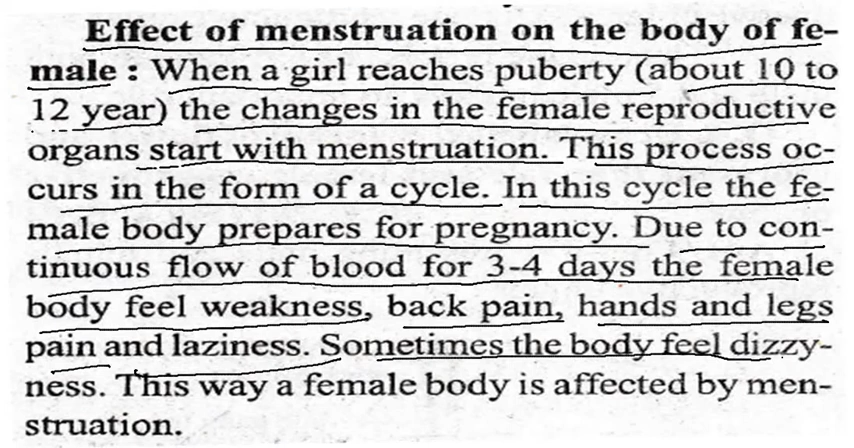 Effect of menstruation on the body of fe-
male : When a girl reaches puberty (about 10 to
12 year) the changes in the female reproductive
organs start with menstruation. This process oc-
curs in the form of a cycle. In this cycle the fe-
male body prepares for pregnancy. Due to con-
tinuous flow of blood for 3-4 days the female
body feel weakness, back pain, hands and legs
pain and laziness. Sometimes the body feel dizzy-
ness. This way a female body is affected by men-
struation.